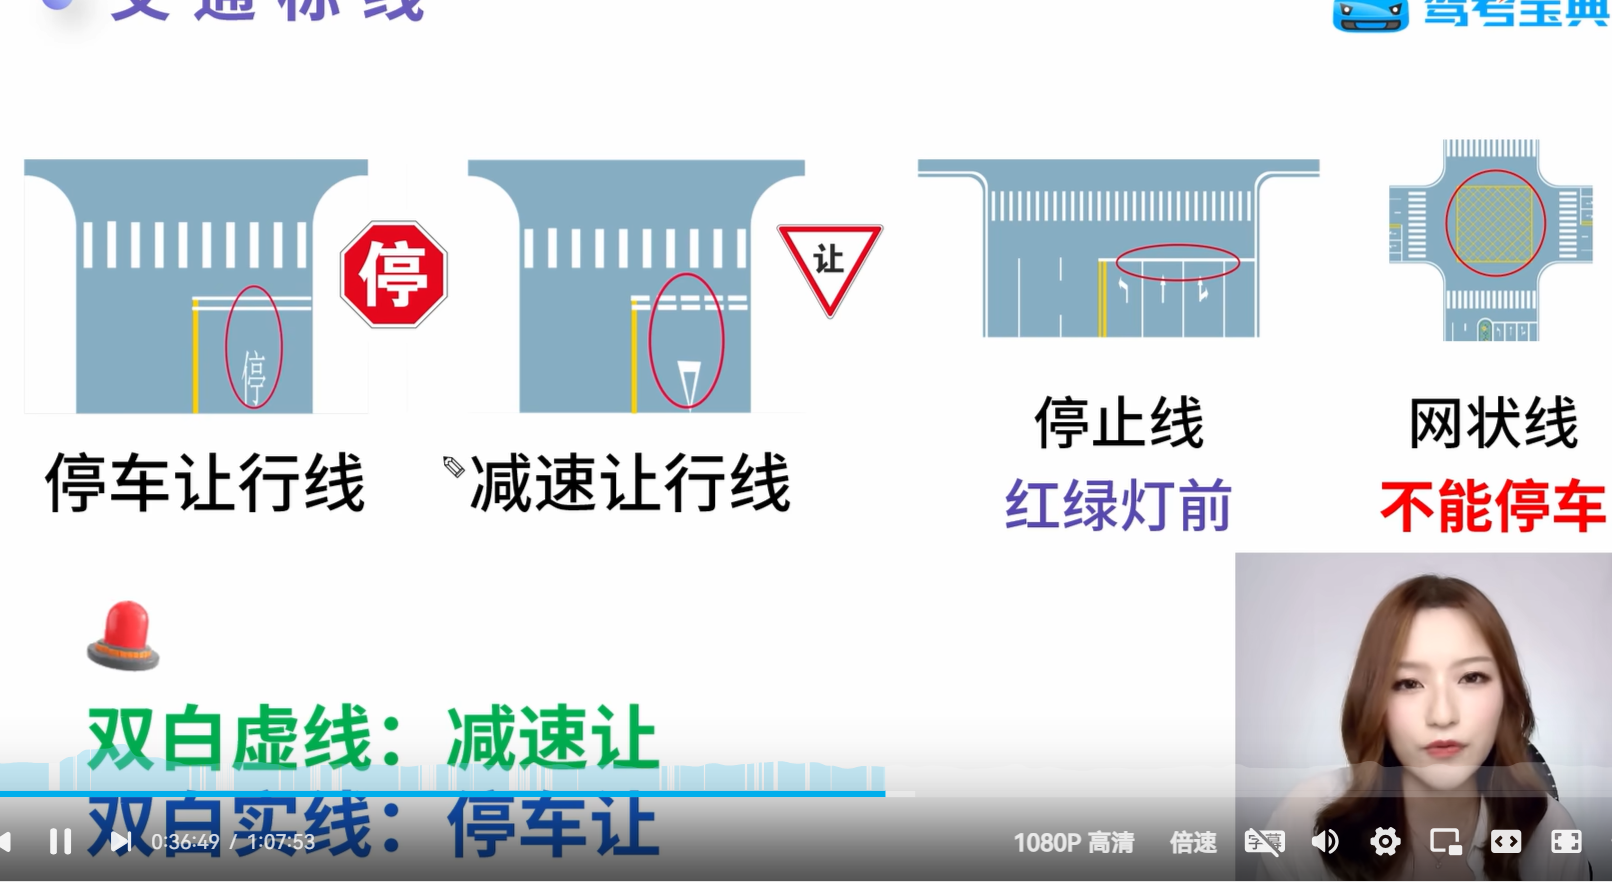 交通标线
驾考宝典
停
让
停
停车让行线
减速让行线
停止线
红绿灯前
网状线
不能停车
双白虚线：减速让
双白实线：停车让
0:36:49 / 1:07:53
1080P 高清
倍速
字幕